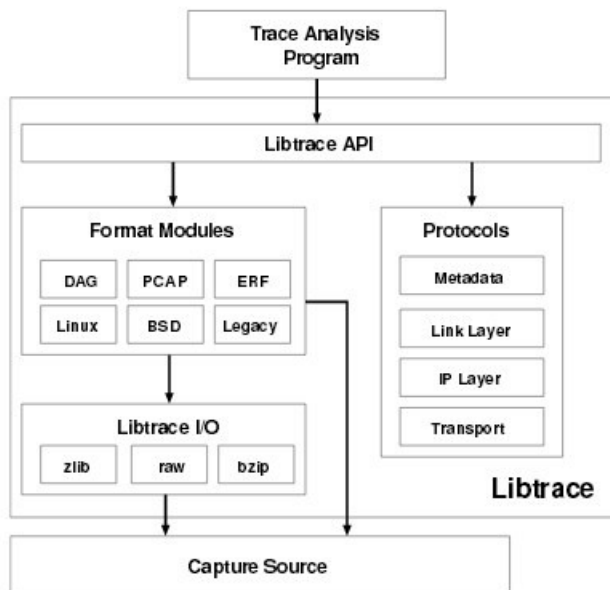 Trace Analysis
Program
Libtrace API
Format Modules
DAG
PCAP
ERF
Linux
BSD
Legacy
Protocols
Metadata
Link Layer
IP Layer
Transport
Libtrace I/O
zlib
raw
bzip
Libtrace
Capture Source